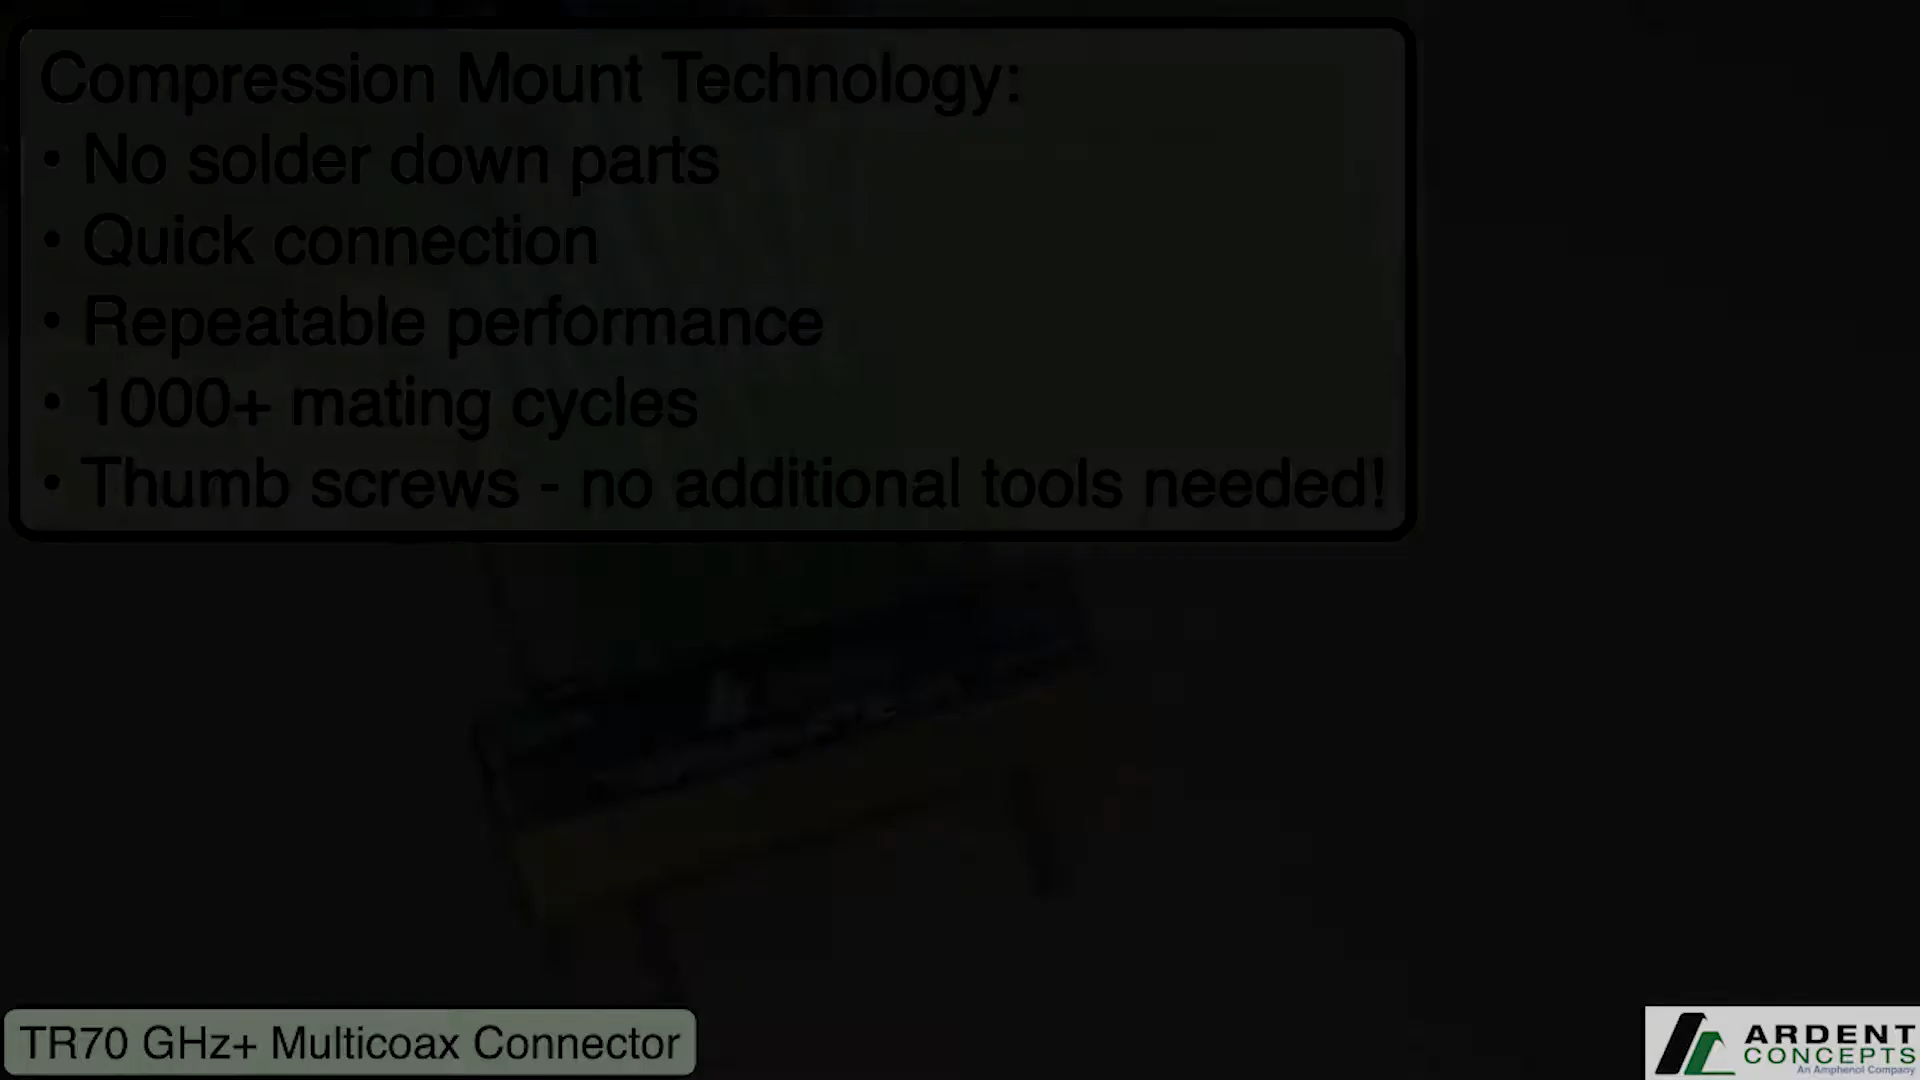 Compression Mount Technology:
• No solder down parts
• Quick connection
• Repeatable performance
• 1000+ mating cycles
• Thumb screws - no additional tools needed!
TR70 GHz+ Multicoax Connector
ARDENT
CONCEPTS
An Amphenol Company